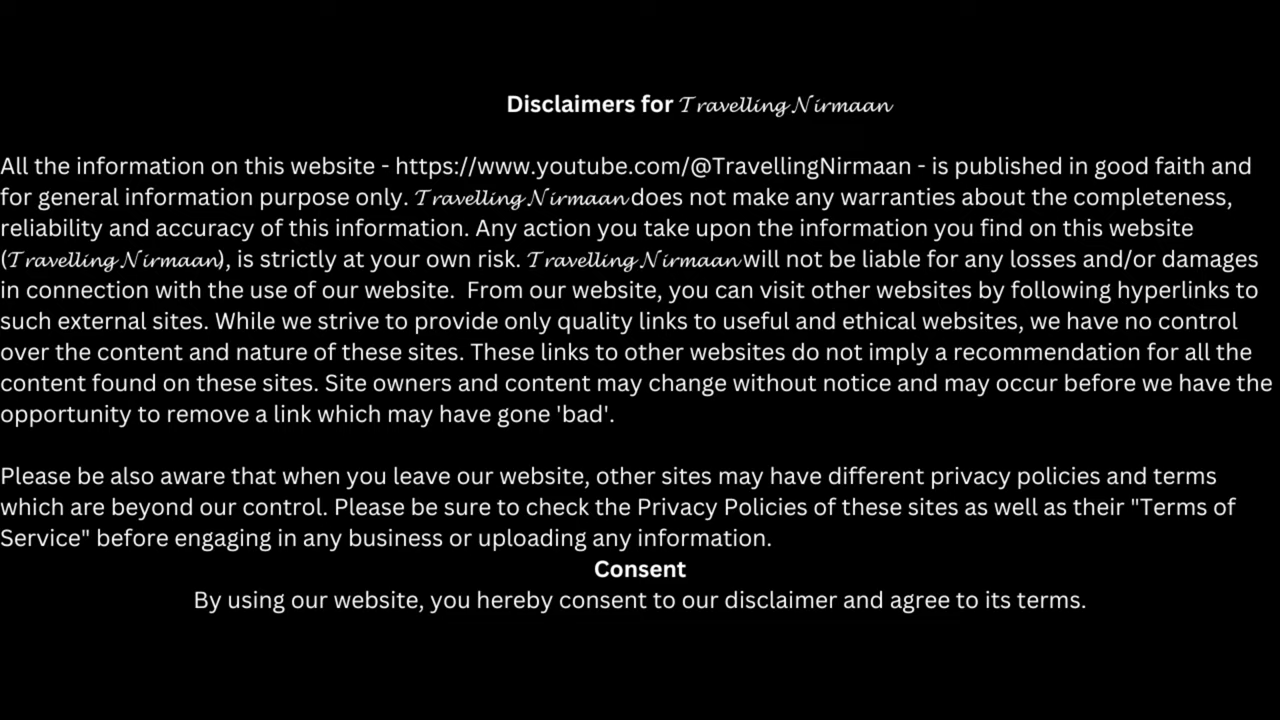 Disclaimers for Travelling Nirmaan
All the information on this website - https://www.youtube.com/@TravellingNirmaan - is published in good faith and
for general information purpose only. Travelling Nirmaan does not make any warranties about the completeness,
reliability and accuracy of this information. Any action you take upon the information you find on this website
(Travelling Nirmaan), is strictly at your own risk. Travelling Nirmaan will not be liable for any losses and/or damages
in connection with the use of our website.  From our website, you can visit other websites by following hyperlinks to
such external sites. While we strive to provide only quality links to useful and ethical websites, we have no control
over the content and nature of these sites. These links to other websites do not imply a recommendation for all the
content found on these sites. Site owners and content may change without notice and may occur before we have the
opportunity to remove a link which may have gone 'bad'.
Please be also aware that when you leave our website, other sites may have different privacy policies and terms
which are beyond our control. Please be sure to check the Privacy Policies of these sites as well as their "Terms of
Service" before engaging in any business or uploading any information.
Consent
By using our website, you hereby consent to our disclaimer and agree to its terms.